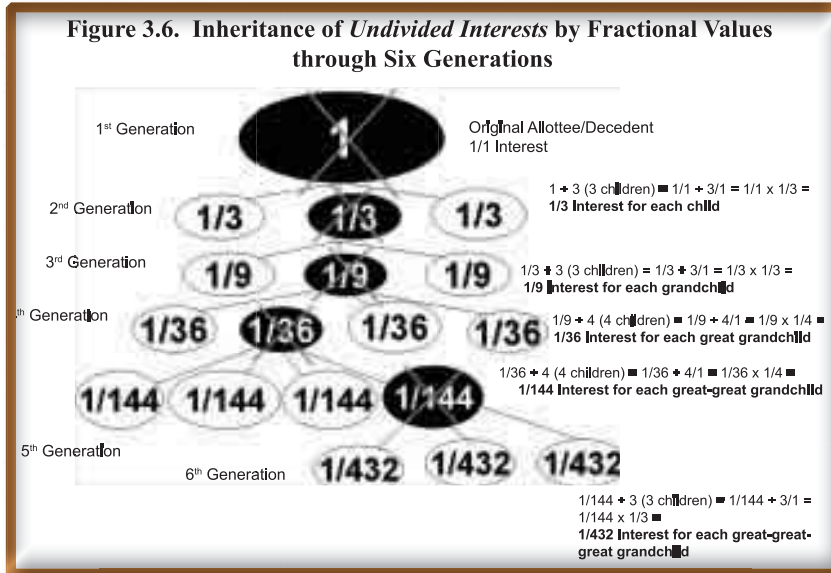 Figure 3.6. Inheritance of Undivided Interests by Fractional Values
through Six Generations
1st Generation
1
Original Allottee/Decedent
1/1 Interest
2nd Generation
1/3 1/3 1/3
1 ÷ 3 (3 children) = 1/1 ÷ 3/1 = 1/1 x 1/3 =
1/3 Interest for each child
3rd Generation
1/9 1/9 1/9
1/3 ÷ 3 (3 children) = 1/3 ÷ 3/1 = 1/3 x 1/3 =
1/9 Interest for each grandchild
th Generation
1/36 1/36 1/36 1/36
1/9 ÷ 4 (4 children) = 1/9 ÷ 4/1 = 1/9 x 1/4 =
1/36 Interest for each great grandchild
1/144 1/144 1/144 1/144
1/36 ÷ 4 (4 children) = 1/36 ÷ 4/1 = 1/36 x 1/4 =
1/144 Interest for each great-great grandchild
5th Generation
6th Generation
1/432 1/432 1/432
1/144 ÷ 3 (3 children) = 1/144 ÷ 3/1 =
1/144 x 1/3 =
1/432 Interest for each great-great-
great grandchild